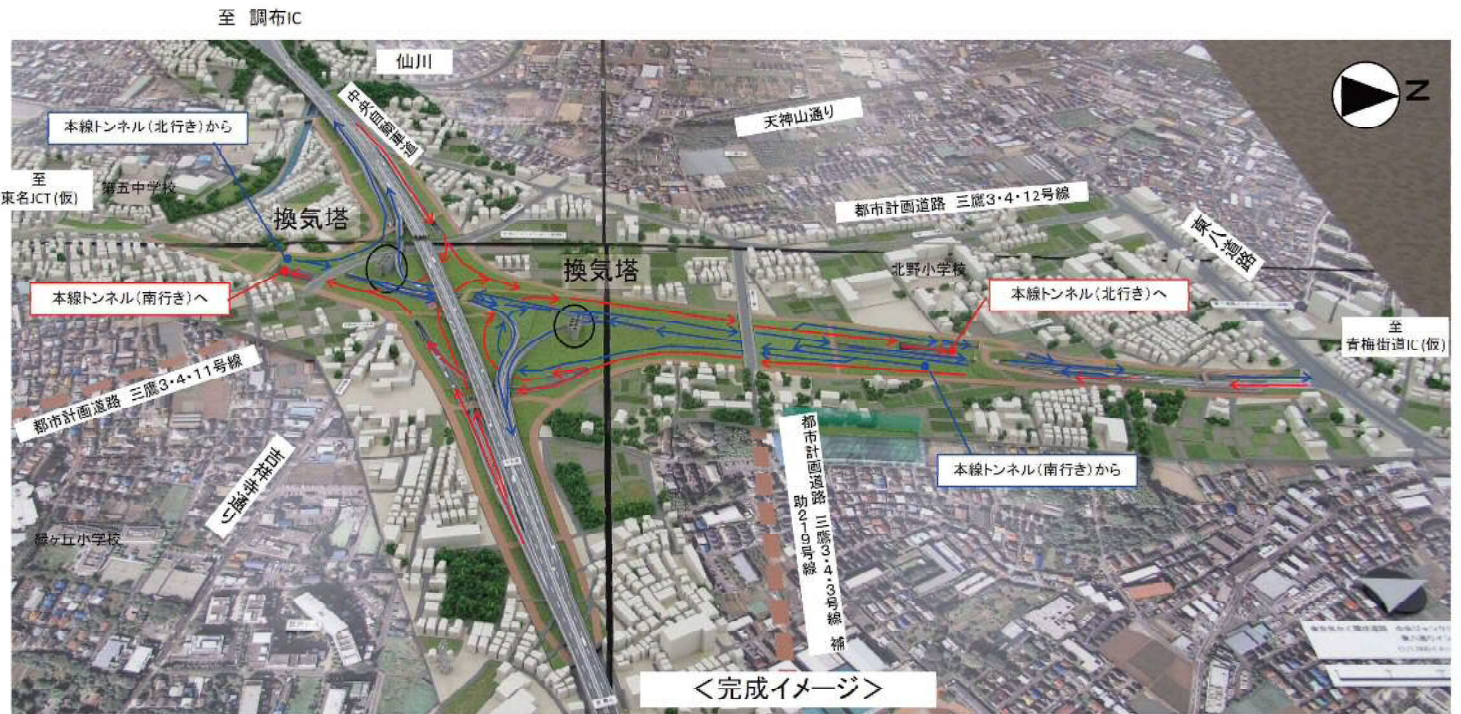 至 調布IC
仙川
中央自動車道
天神山通り
N
本線トンネル(北行き)から
至
東名JCT(仮)
第五中学校
換気塔
都市計画道路 三鷹3・4・12号線
東八道路
換気塔
北野小学校
本線トンネル(南行き)へ
本線トンネル(北行き)へ
至
青梅街道IC(仮)
都市計画道路 三鷹3・4・11号線
吉祥寺通り
緑ヶ丘小学校
本線トンネル(南行き)から
都市計画道路 三鷹3・4・3号線 補
助219号線
<完成イメージ>